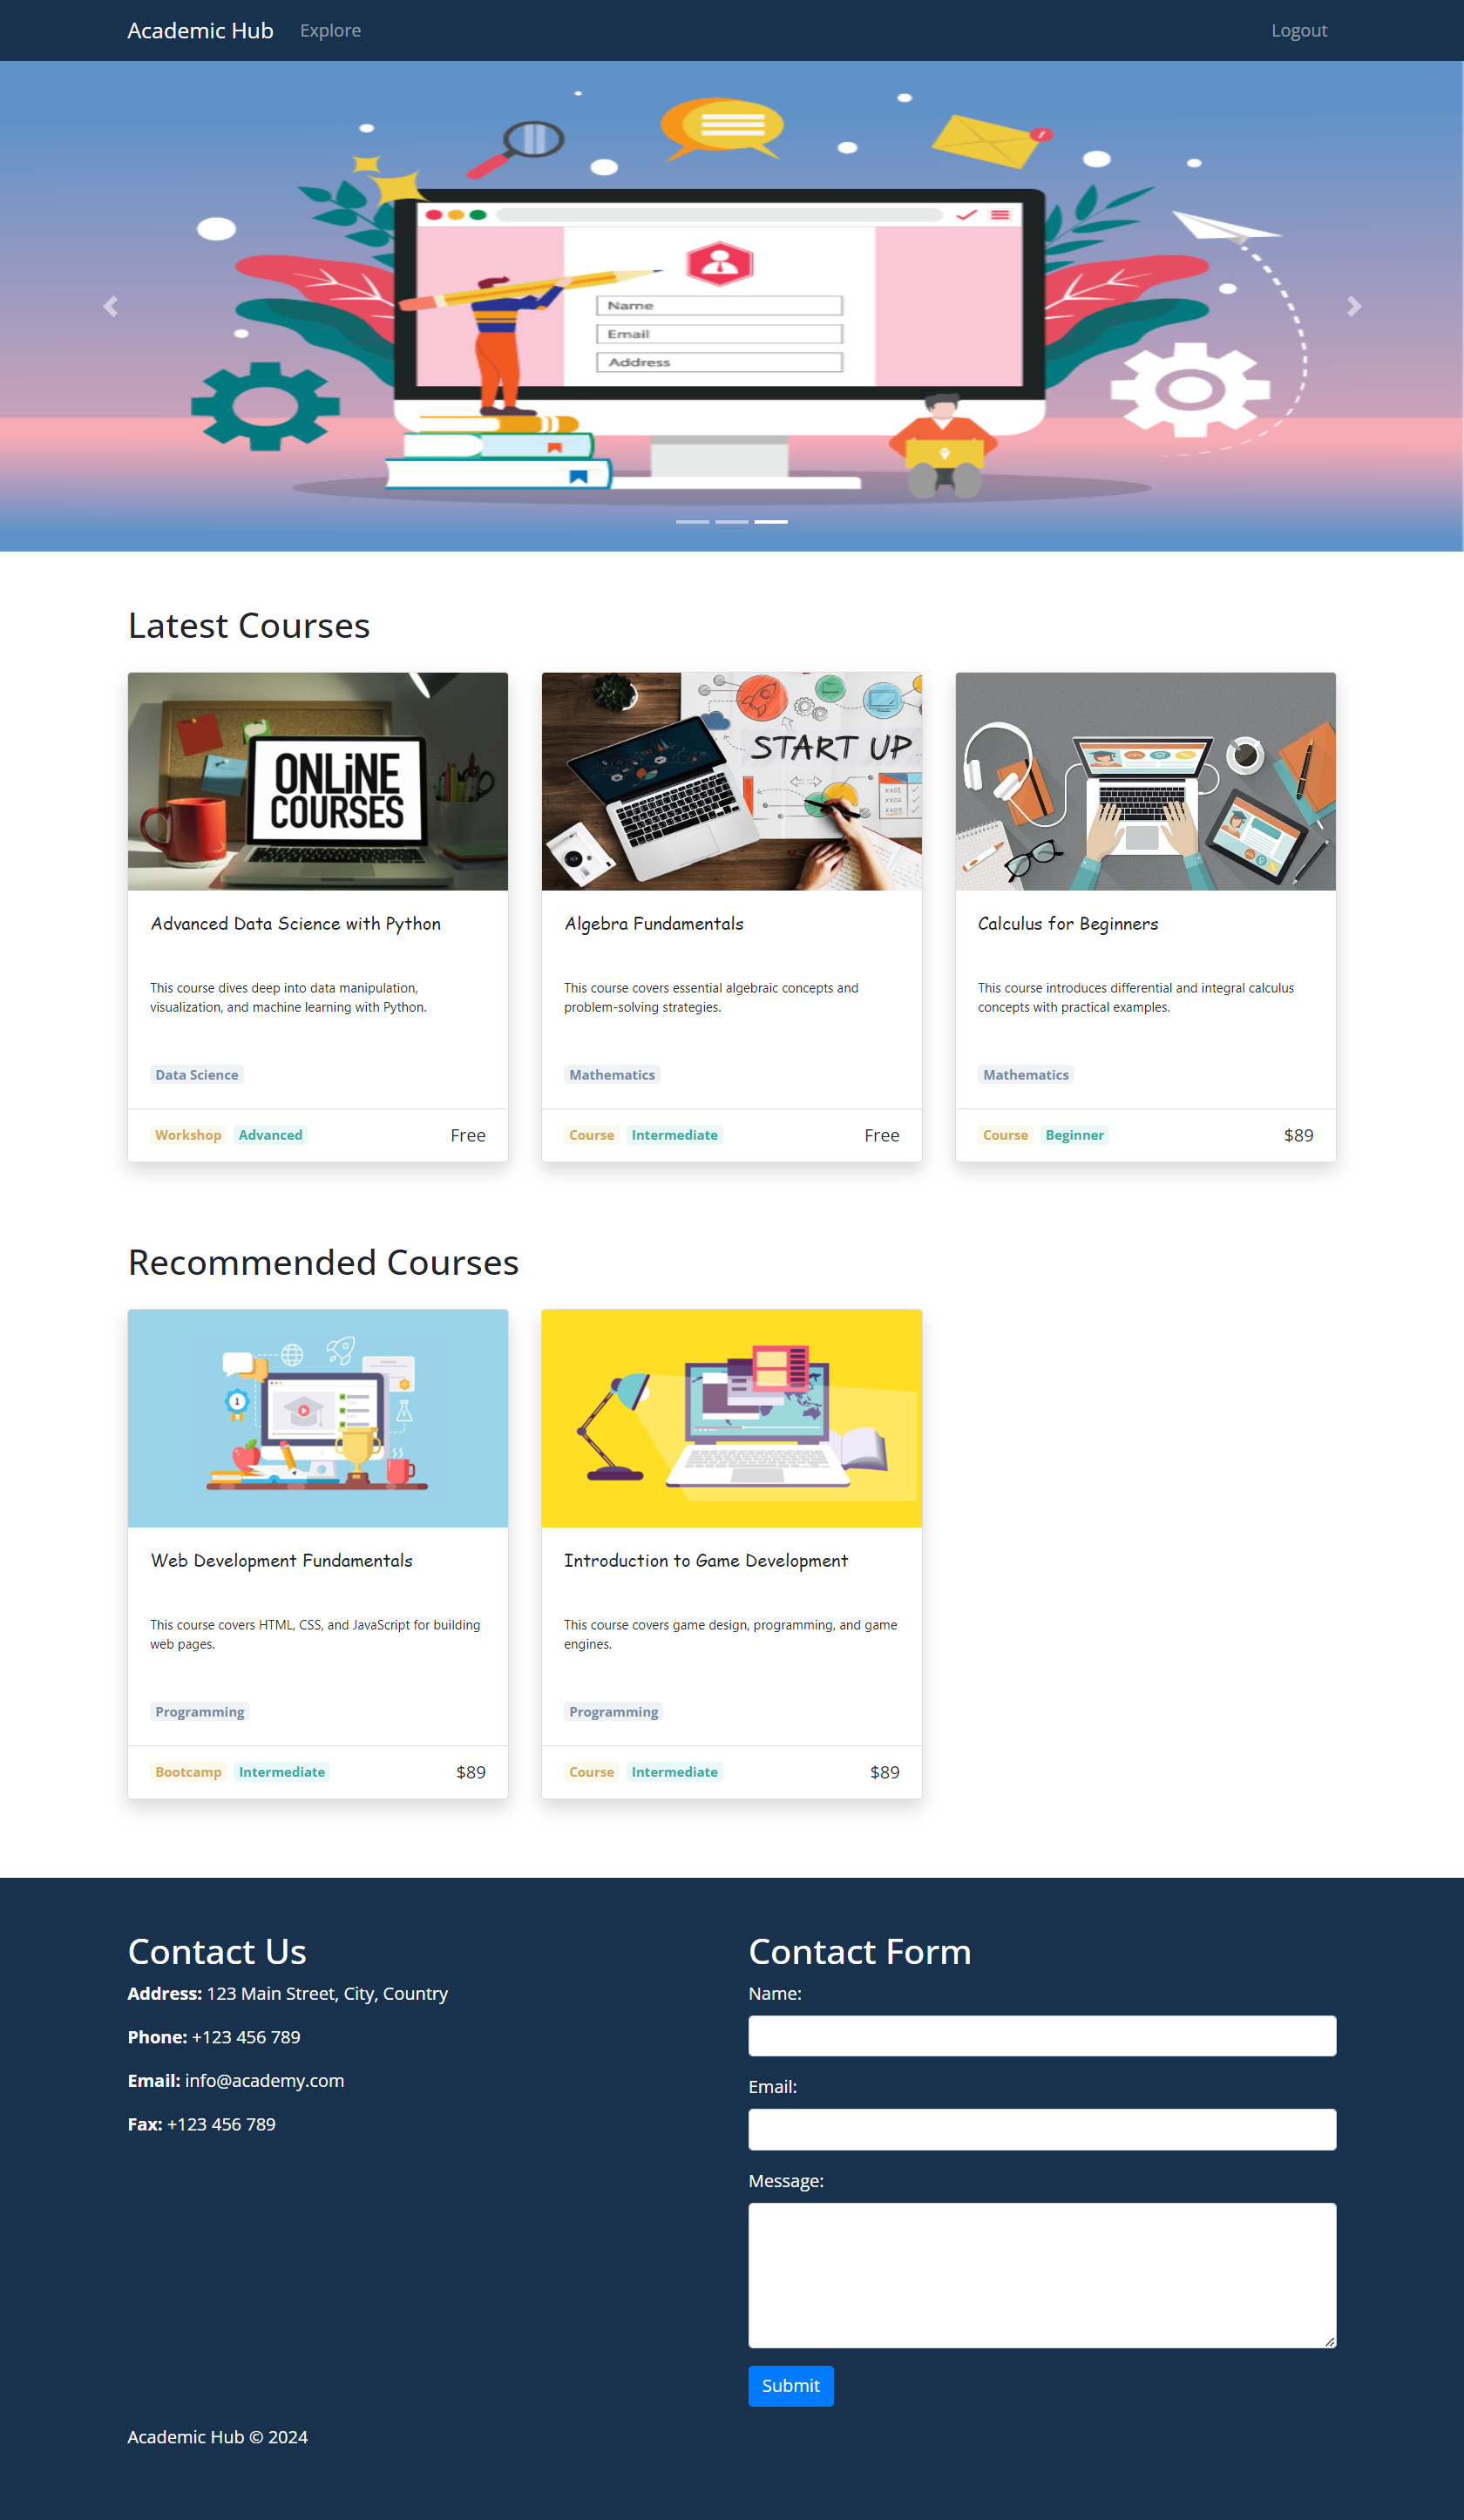 Academic Hub Explore Logout
Name
Email
Address
Latest Courses
ONLiNE
COURSES
START UP
XX01
XX02
XX03
Advanced Data Science with Python
This course dives deep into data manipulation,
visualization, and machine learning with Python.
Data Science
Workshop Advanced Free
Algebra Fundamentals
This course covers essential algebraic concepts and
problem-solving strategies.
Mathematics
Course Intermediate Free
Calculus for Beginners
This course introduces differential and integral calculus
concepts with practical examples.
Mathematics
Course Beginner $89
Recommended Courses
1
Web Development Fundamentals
This course covers HTML, CSS, and JavaScript for building
web pages.
Programming
Bootcamp Intermediate $89
Introduction to Game Development
This course covers game design, programming, and game
engines.
Programming
Course Intermediate $89
Contact Us
Address: 123 Main Street, City, Country
Phone: +123 456 789
Email: info@academy.com
Fax: +123 456 789
Contact Form
Name:
Email:
Message:
Submit
Academic Hub © 2024